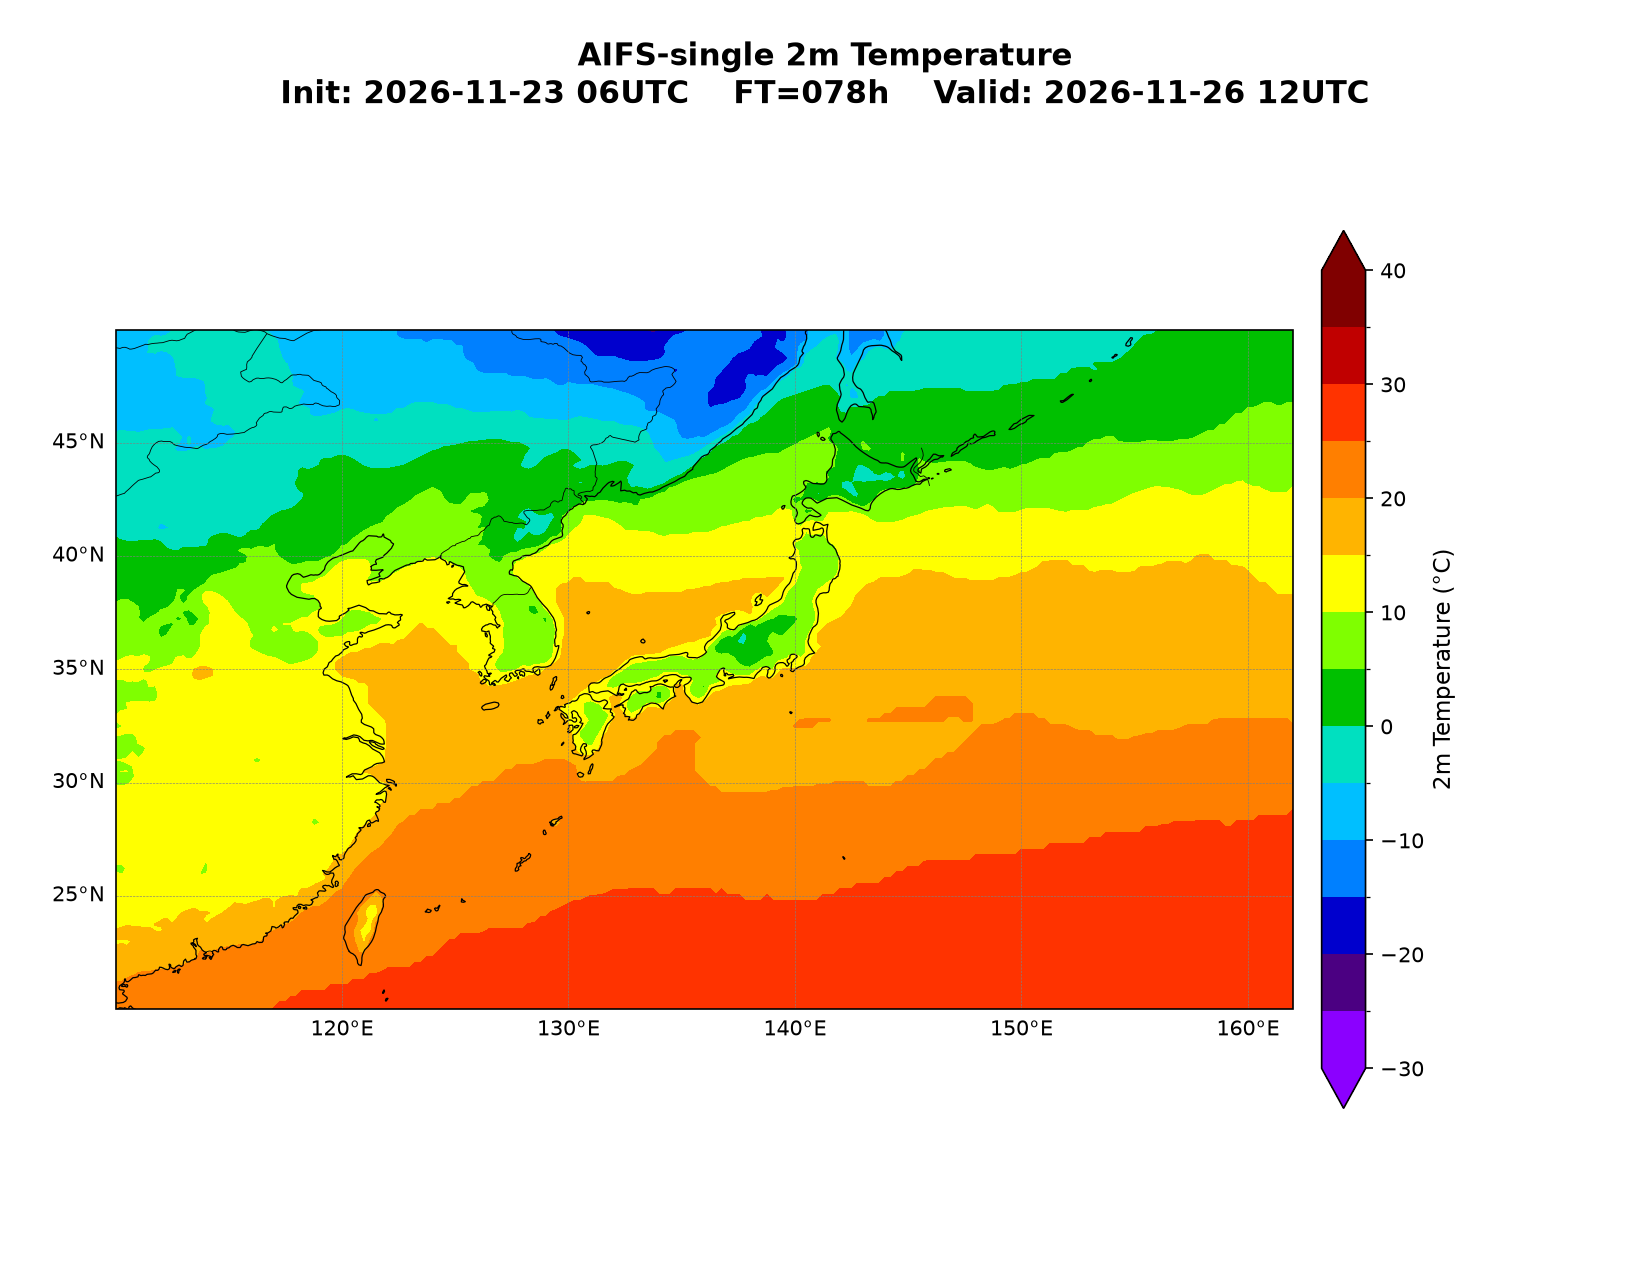 AIFS-single 2m Temperature
Init: 2026-11-23 06UTC    FT=078h    Valid: 2026-11-26 12UTC
45°N
40°N
35°N
30°N
25°N
120°E
130°E
140°E
150°E
160°E
40
30
20
10
0
−10
−20
−30
2m Temperature (°C)